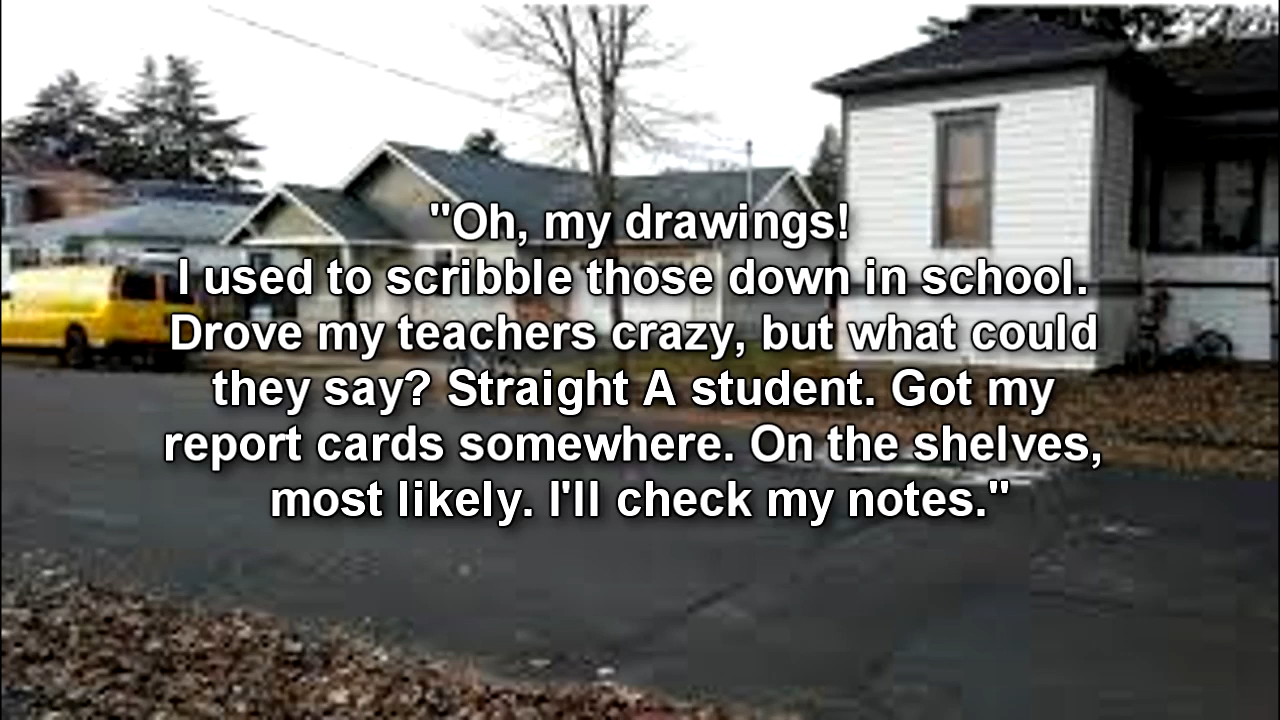 "Oh, my drawings!
I used to scribble those down in school.
Drove my teachers crazy, but what could
they say? Straight A student. Got my
report cards somewhere. On the shelves,
most likely. I'll check my notes."